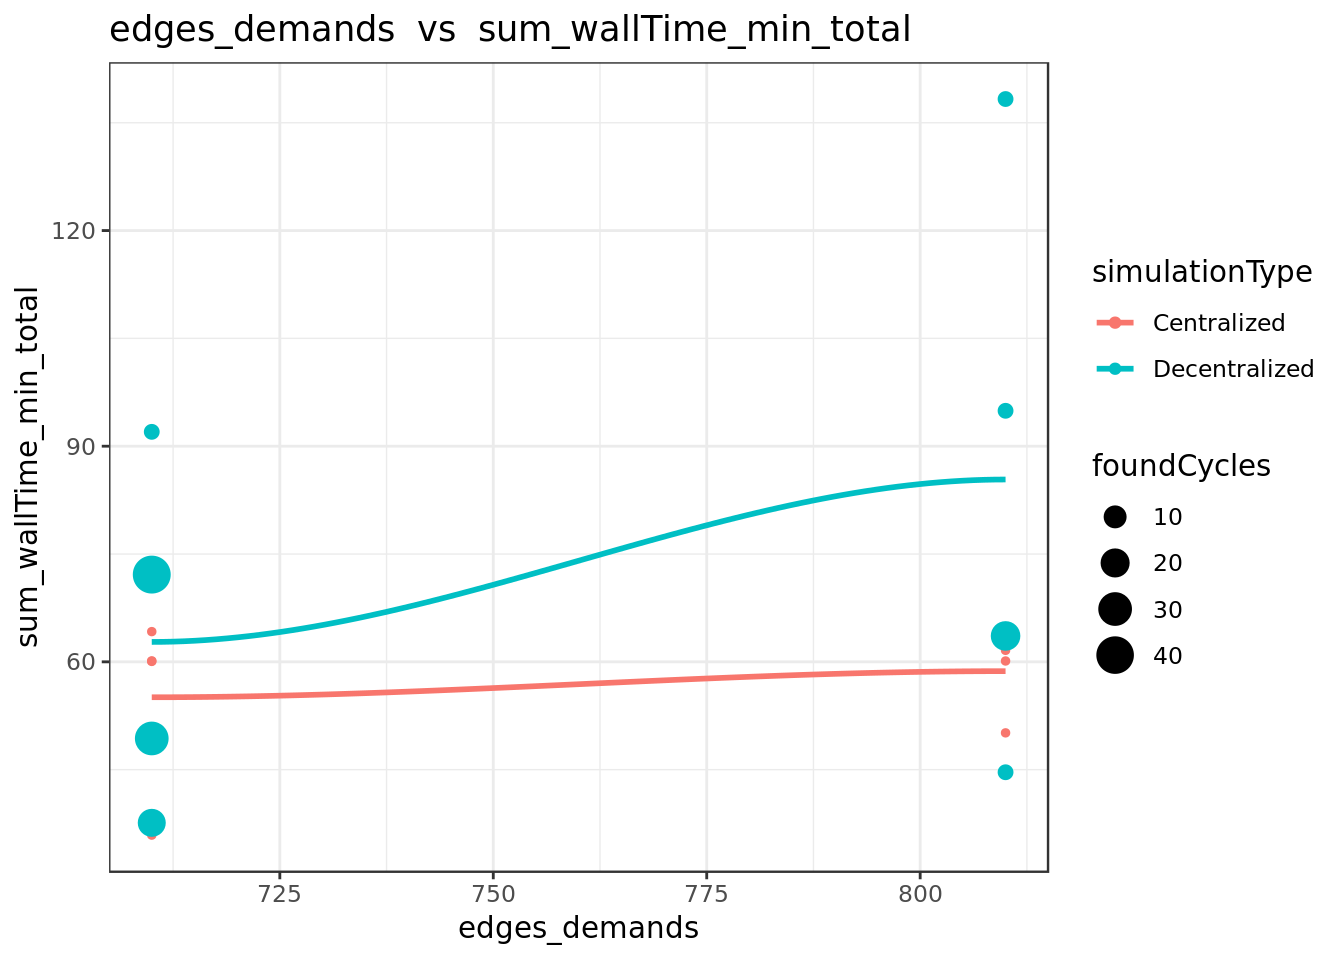 edges_demands  vs  sum_wallTime_min_total
sum_wallTime_min_total
120
90
60
725
750
775
800
edges_demands
simulationType
Centralized
Decentralized
foundCycles
10
20
30
40